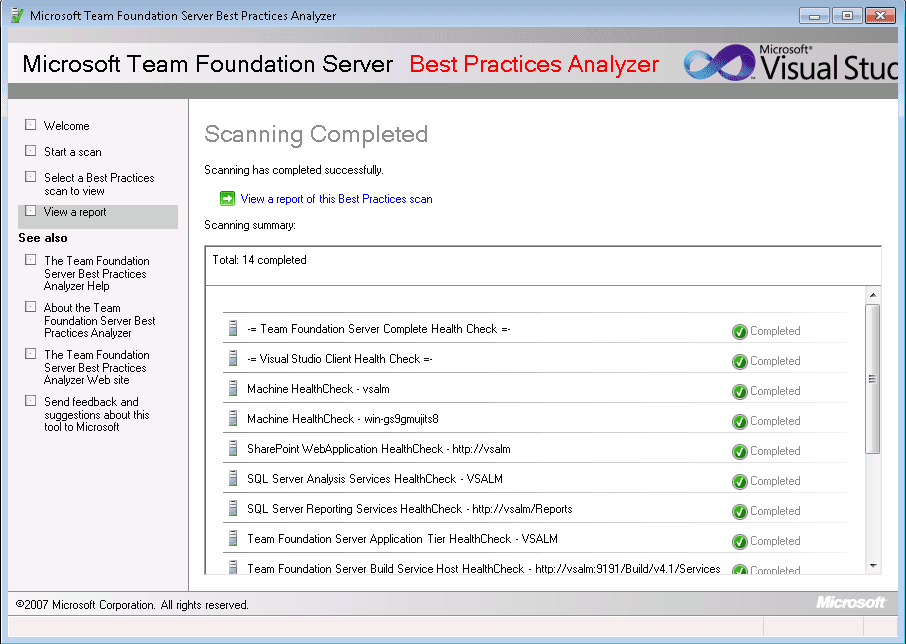 Microsoft Team Foundation Server Best Practices Analyzer
Microsoft Team Foundation Server Best Practices Analyzer
Microsoft®
Visual Stuc
Welcome
Start a scan
Select a Best Practices
scan to view
View a report
See also
The Team Foundation
Server Best Practices
Analyzer Help
About the Team
Foundation Server Best
Practices Analyzer
The Team Foundation
Server Best Practices
Analyzer Web site
Send feedback and
suggestions about this
tool to Microsoft
Scanning Completed
Scanning has completed successfully.
View a report of this Best Practices scan
Scanning summary:
Total: 14 completed
-= Team Foundation Server Complete Health Check =- Completed
-= Visual Studio Client Health Check =- Completed
Machine HealthCheck - vsalm Completed
Machine HealthCheck - win-gs9gmujits8 Completed
SharePoint WebApplication HealthCheck - http://vsalm Completed
SQL Server Analysis Services HealthCheck - VSALM Completed
SQL Server Reporting Services HealthCheck - http://vsalm/Reports Completed
Team Foundation Server Application Tier HealthCheck - VSALM Completed
Team Foundation Server Build Service Host HealthCheck - http://vsalm:9191/Build/v4.1/Services Completed
©2007 Microsoft Corporation. All rights reserved.
Microsoft